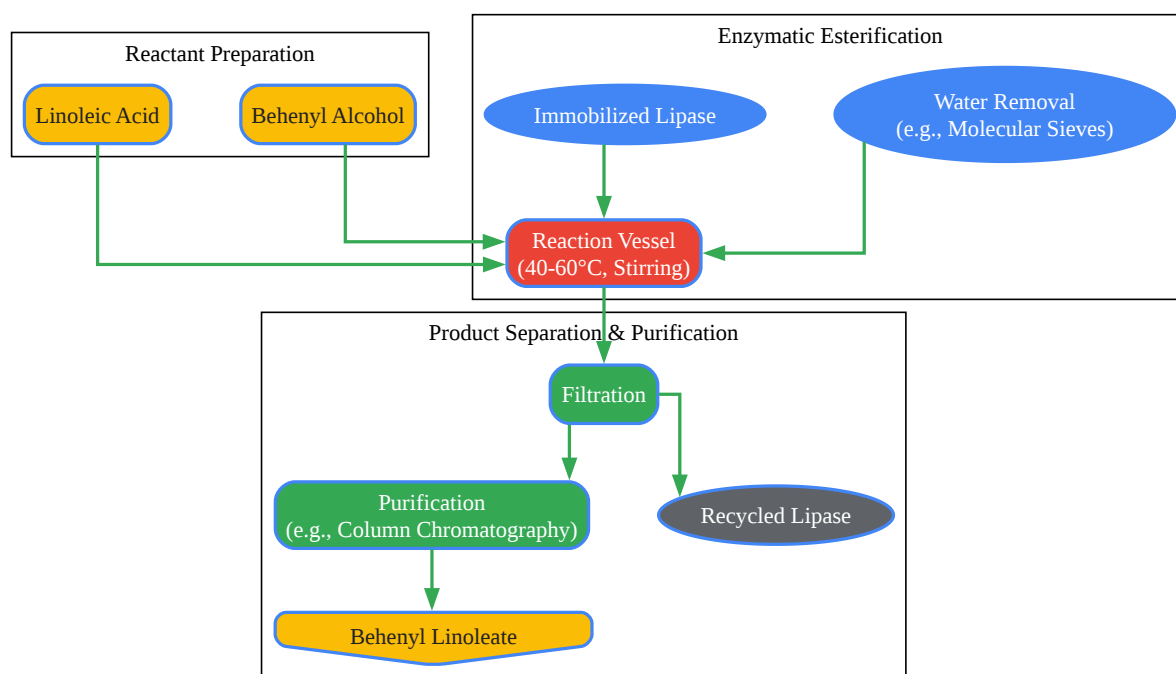 Reactant Preparation
Linoleic Acid
Behenyl Alcohol
Enzymatic Esterification
Immobilized Lipase
Water Removal
(e.g., Molecular Sieves)
Reaction Vessel
(40-60°C, Stirring)
Product Separation & Purification
Filtration
Purification
(e.g., Column Chromatography)
Recycled Lipase
Behenyl Linoleate